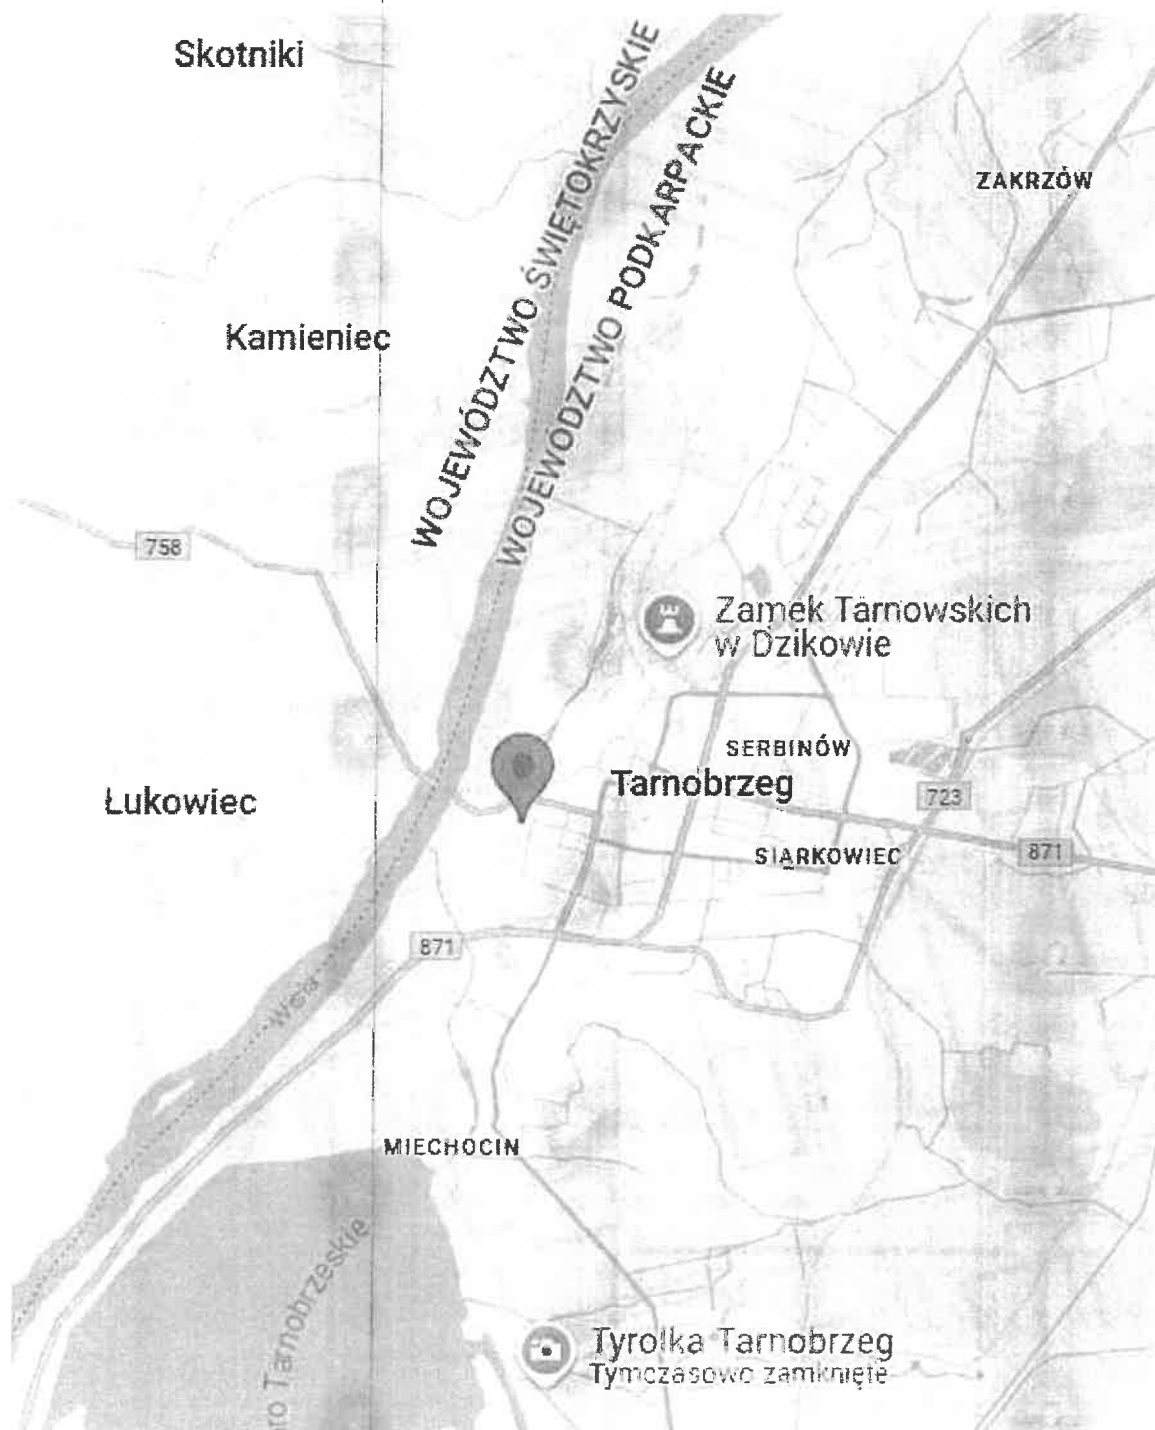 Skotniki
WOJEWÓDZTWO ŚWIĘTOKRZYSKIE
WOJEWÓDZTWO PODKARPACKIE
ZAKRZÓW
Kamieniec
758
Zamek Tarnowskich
w Dzikowie
SERBINÓW
Tarnobrzeg
Łukowiec
723
SIARKOWIEC
871
871
Wisła
MIECHOCIN
ro Tarnobrzeskie
Tyrolka Tarnobrzeg
Tymczasowo zamknięte